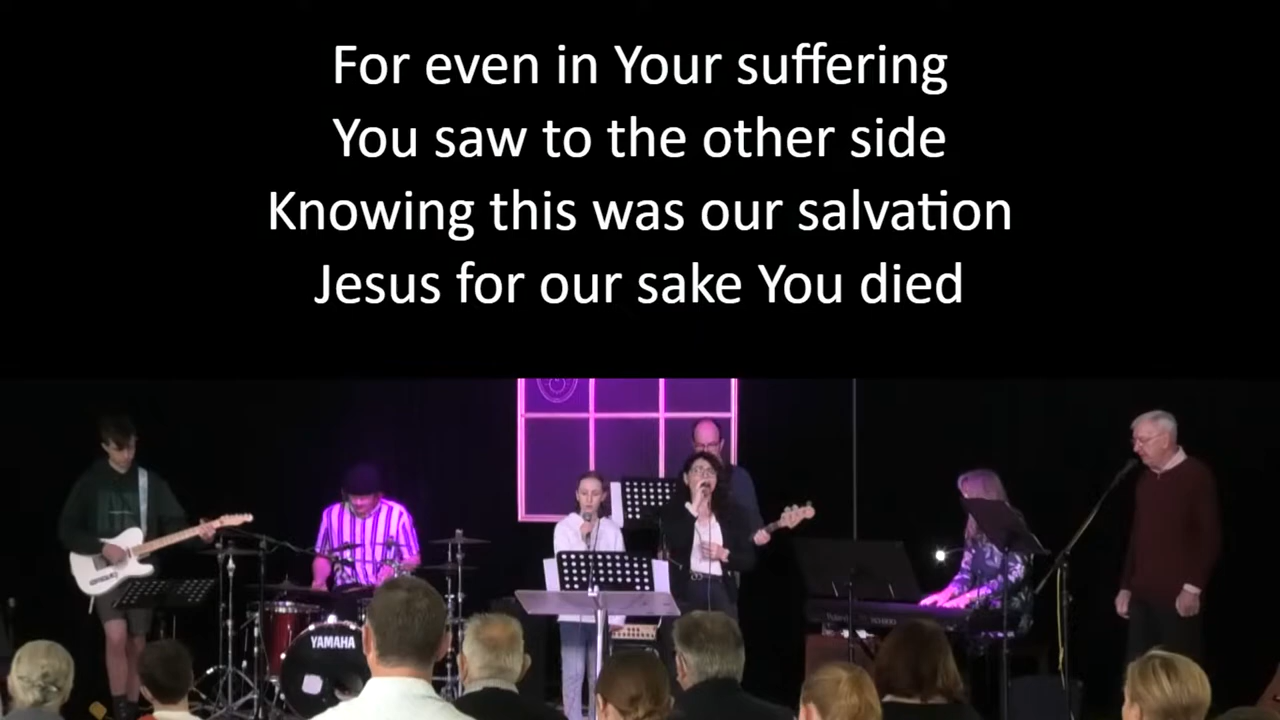 For even in Your suffering
You saw to the other side
Knowing this was our salvation
Jesus for our sake You died
YAMAHA